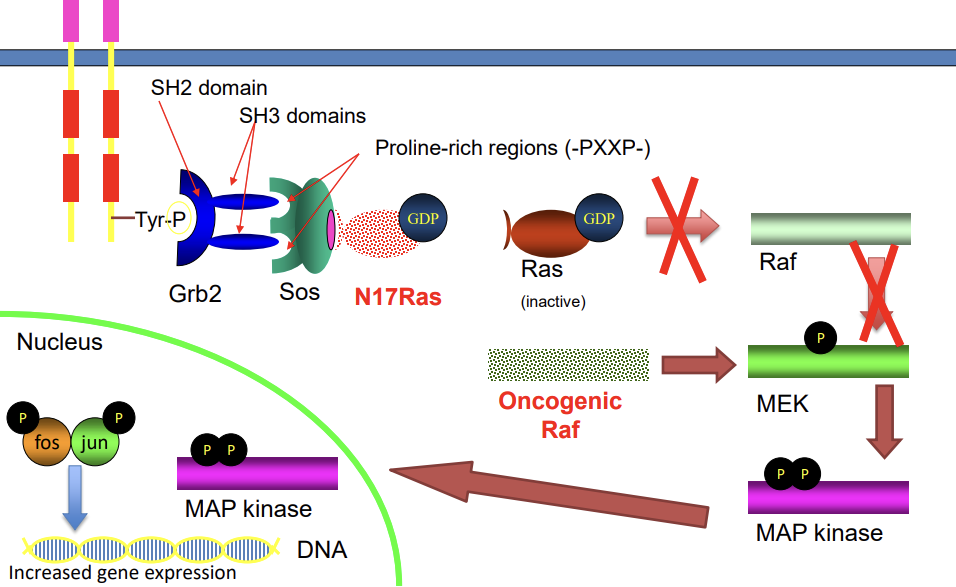 SH2 domain
SH3 domains
Proline-rich regions (-PXXP-)
Tyr-P
GDP
GDP
Grb2
Sos
N17Ras
Ras
(inactive)
Raf
Nucleus
P
Oncogenic
Raf
MEK
P
P
fos
jun
P P
MAP kinase
P P
MAP kinase
DNA
Increased gene expression